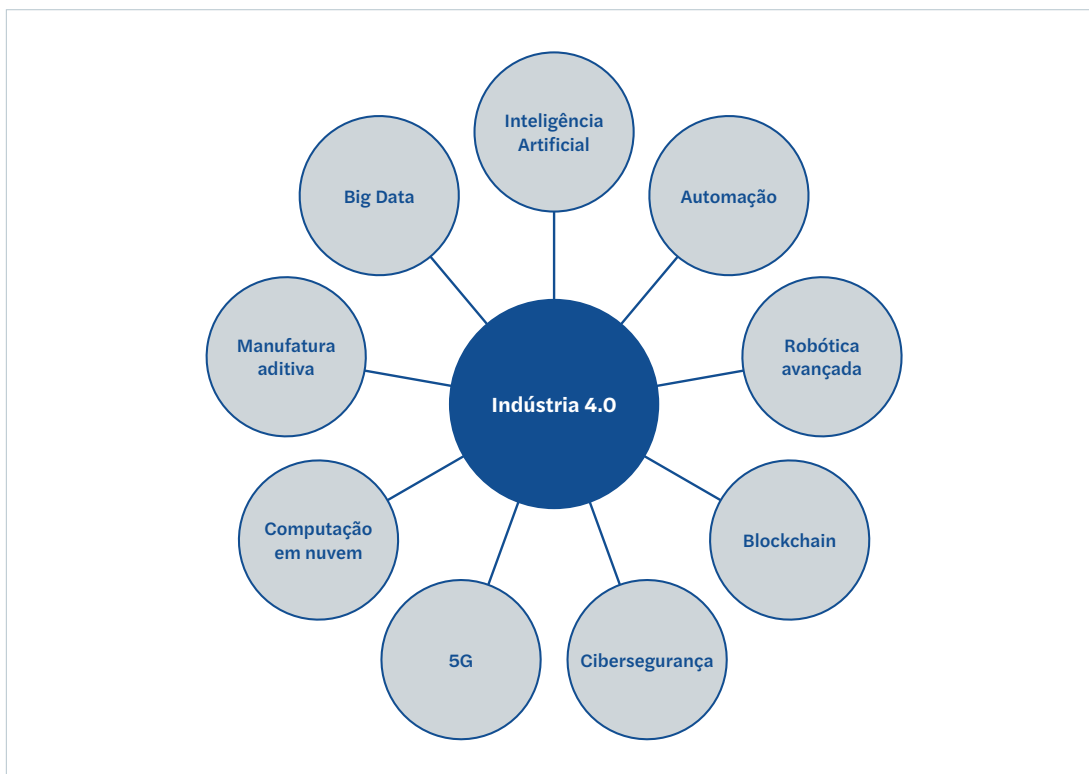 Inteligência
Artificial
Big Data
Automação
Manufatura
aditiva
Robótica
avançada
Indústria 4.0
Computação
em nuvem
Blockchain
5G
Cibersegurança